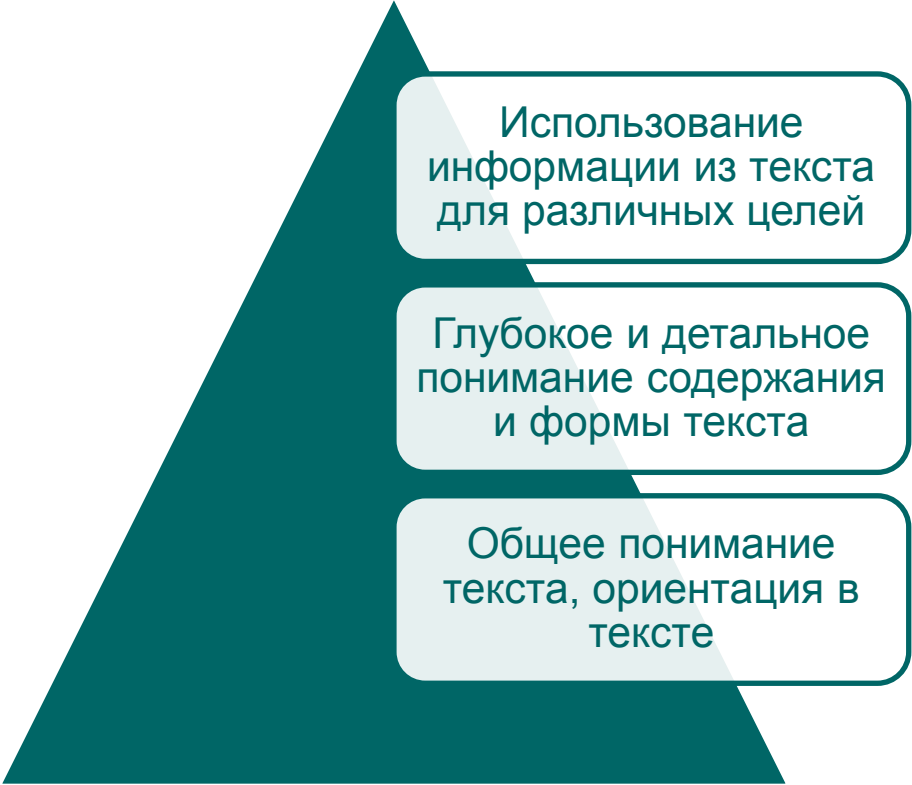 Использование
информации из текста
для различных целей
Глубокое и детальное
понимание содержания
и формы текста
Общее понимание
текста, ориентация в
тексте